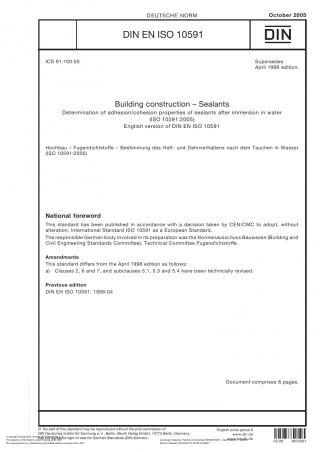 DEUTSCHE NORM
October 2005
DIN EN ISO 10591
DIN
ICS 91.100.50
Supersedes
April 1998 edition.
Building construction – Sealants
Determination of adhesion/cohesion properties of sealants after immersion in water
(ISO 10591:2005)
English version of DIN EN ISO 10591
Hochbau – Fugendichtstoffe – Bestimmung des Haft- und Dehnverhaltens nach dem Tauchen in Wasser
(ISO 10591:2005)
National foreword
This standard has been published in accordance with a decision taken by CEN/CMC to adopt, without
alteration, International Standard ISO 10591 as a European Standard.
The responsible German body involved in its preparation was the Normenausschuss Bauwesen (Building and
Civil Engineering Standards Committee), Technical Committee Fugendichtstoffe.
Amendments
This standard differs from the April 1998 edition as follows:
a) Clauses 2, 6 and 7, and subclauses 5.1, 5.3 and 5.4 have been technically revised.
Previous edition
DIN EN ISO 10591: 1998-04
Document comprises 8 pages.
No part of this standard may be reproduced without the prior permission of
DIN Deutsches Institut für Normung e.V., Berlin. Beuth Verlag GmbH, 10772 Berlin, Germany,
has the exclusive right of sale for German Standards (DIN-Normen).
English price group 6
www.din.de
www.beuth.de